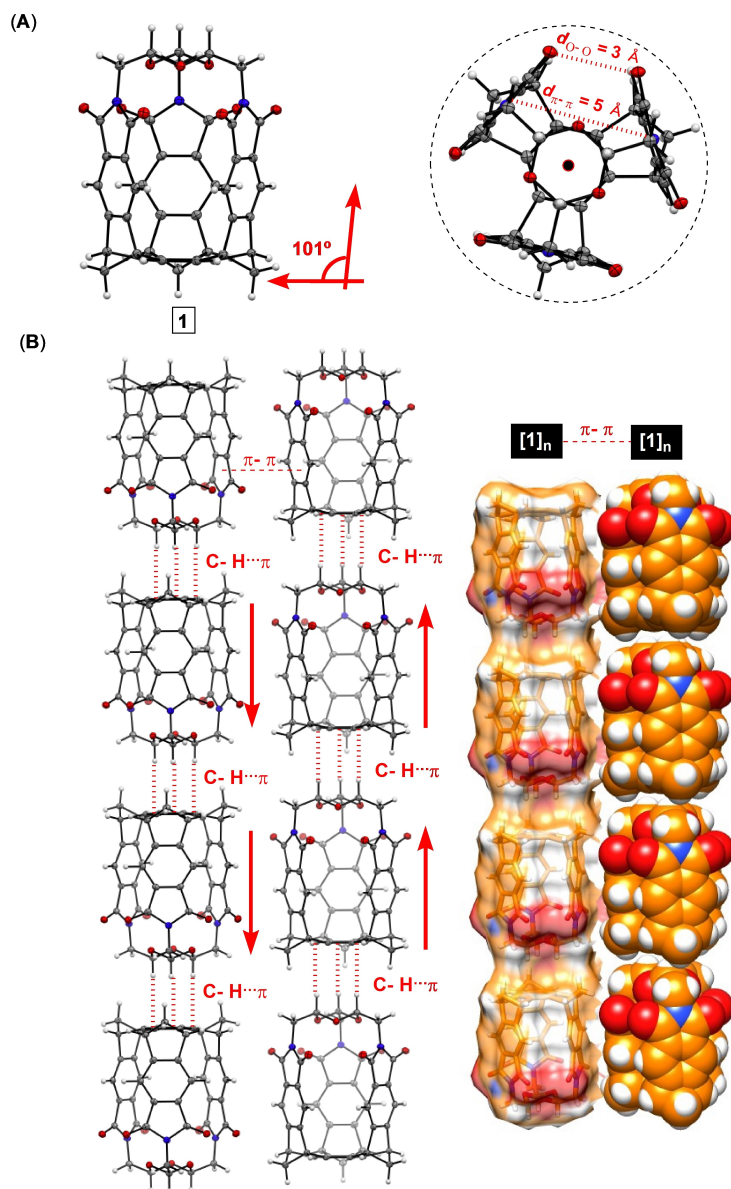 (A)
d O-O = 3 Å
d π-π = 5 Å
101º
1
(B)
[1]n π- π [1]n
π- π
C- H···π C- H···π
C- H···π C- H···π
C- H···π C- H···π